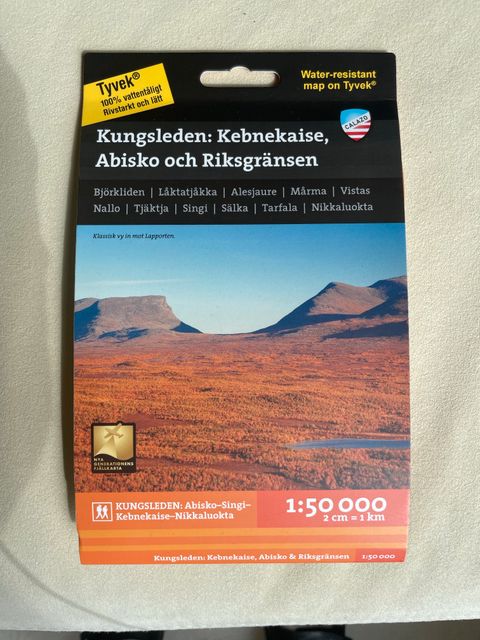 Tyvek®
100% vattentåligt
Rivstarkt och lätt
Water-resistant
map on Tyvek®
CALAZO
Kungsleden: Kebnekaise,
Abisko och Riksgränsen
Björkliden | Låktatjåkka | Alesjaure | Mårma | Vistas
Nallo | Tjäktja | Singi | Sälka | Tarfala | Nikkaluokta
Klassisk vy in mot Lapporten.
NYA
GENERATIONENS
FJÄLLKARTA
KUNGSLEDEN: Abisko–Singi–
Kebnekaise–Nikkaluokta
1:50 000
2 cm = 1 km
Kungsleden: Kebnekaise, Abisko & Riksgränsen
1:50 000